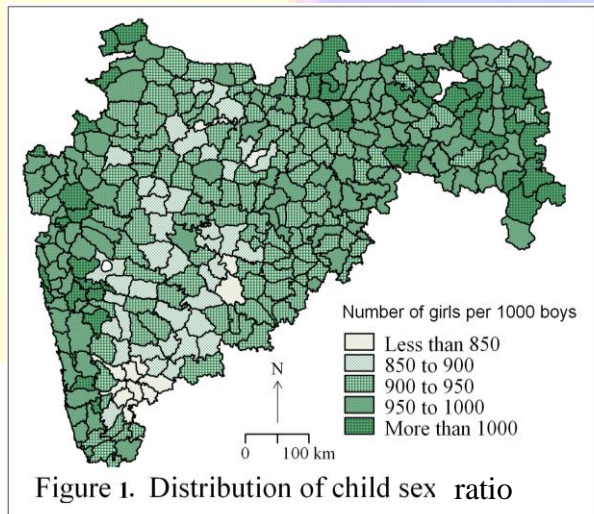 Number of girls per 1000 boys
Less than 850
850 to 900
900 to 950
950 to 1000
More than 1000
N
0 100 km
Figure 1. Distribution of child sex ratio